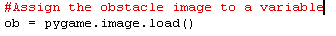 #Assign the obstacle image to a variable
ob = pygame.image.load()